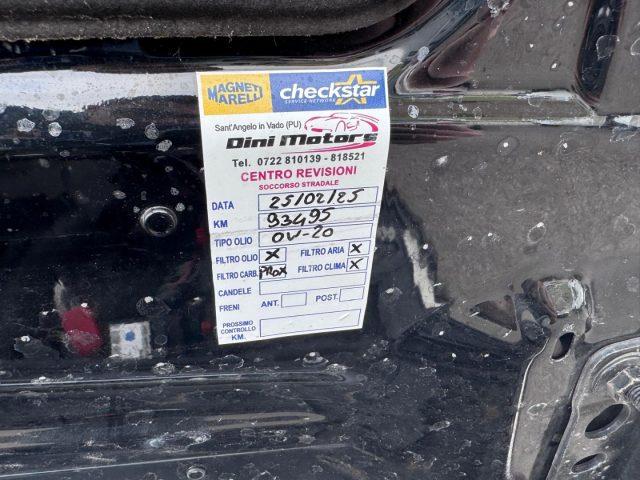 MAGNETI MARELLI checkstar
SERVICE NETWORK
Sant'Angelo in Vado (PU)
Dini Motors
Tel. 0722 810139 - 818521
CENTRO REVISIONI
SOCCORSO STRADALE
DATA 25/02/25
KM 93495
TIPO OLIO 0W-20
FILTRO OLIO X FILTRO ARIA X
FILTRO CARB. PROX FILTRO CLIMA X
CANDELE
FRENI ANT. POST.
PROSSIMO
CONTROLLO
KM.